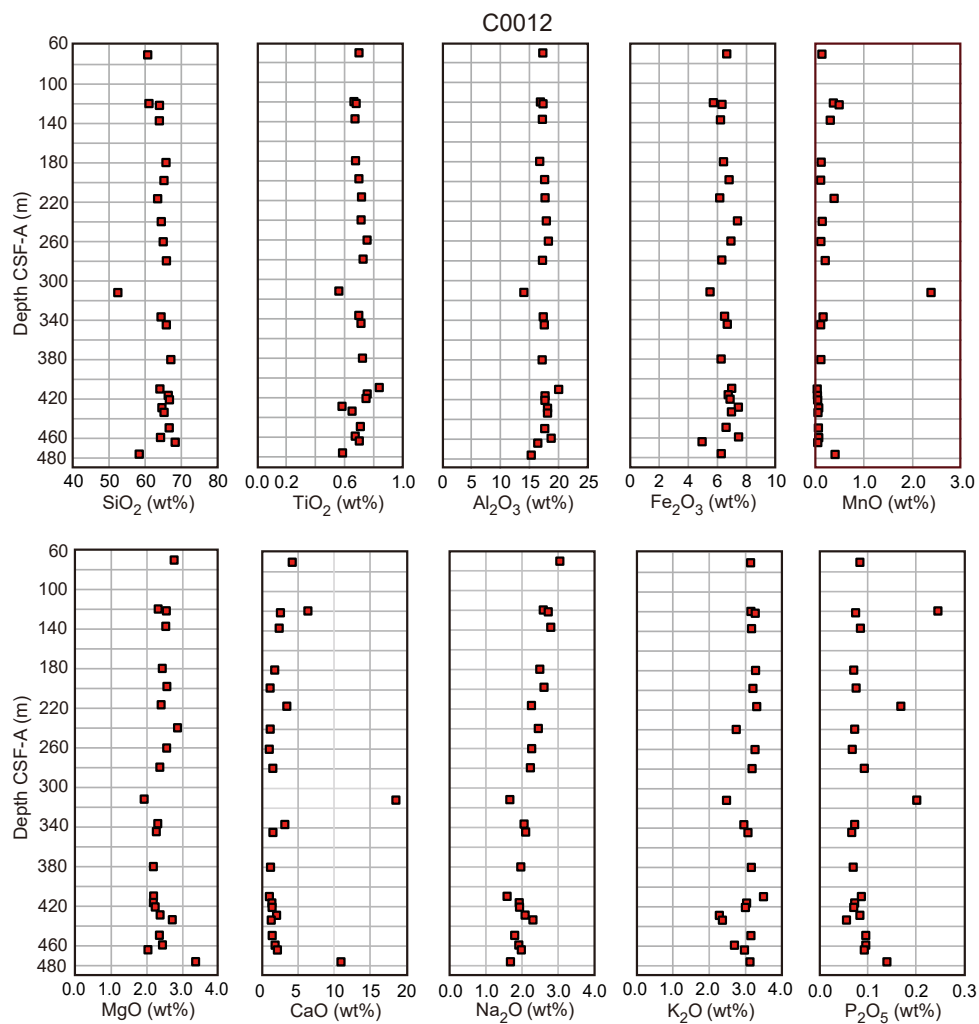 C0012
60
100
140
180
220
260
300
340
380
420
460
480
Depth CSF-A (m)
40 50 60 70 80
SiO₂ (wt%)
0.0 0.2 0.6 1.0
TiO₂ (wt%)
0 5 10 15 20 25
Al₂O₃ (wt%)
0 2 4 6 8 10
Fe₂O₃ (wt%)
0.0 1.0 2.0 3.0
MnO (wt%)
60
100
140
180
220
260
300
340
380
420
460
480
Depth CSF-A (m)
0.0 1.0 2.0 3.0 4.0
MgO (wt%)
0 5 10 15 20
CaO (wt%)
0.0 1.0 2.0 3.0 4.0
Na₂O (wt%)
0.0 1.0 2.0 3.0 4.0
K₂O (wt%)
0.0 0.1 0.2 0.3
P₂O₅ (wt%)